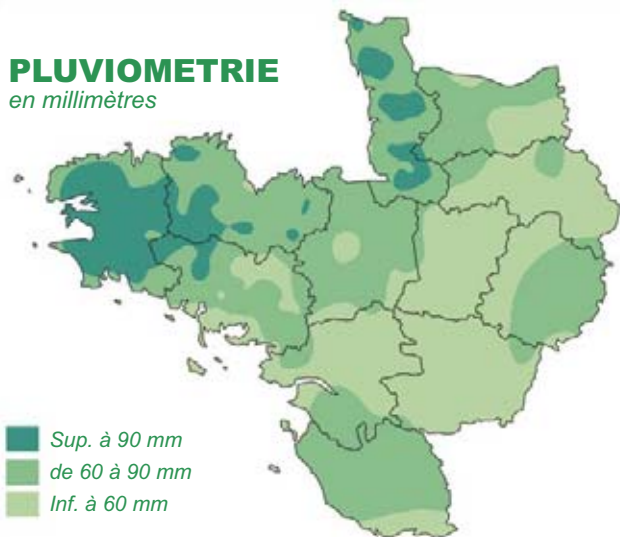 PLUVIOMETRIE
en millimètres
Sup. à 90 mm
de 60 à 90 mm
Inf. à 60 mm